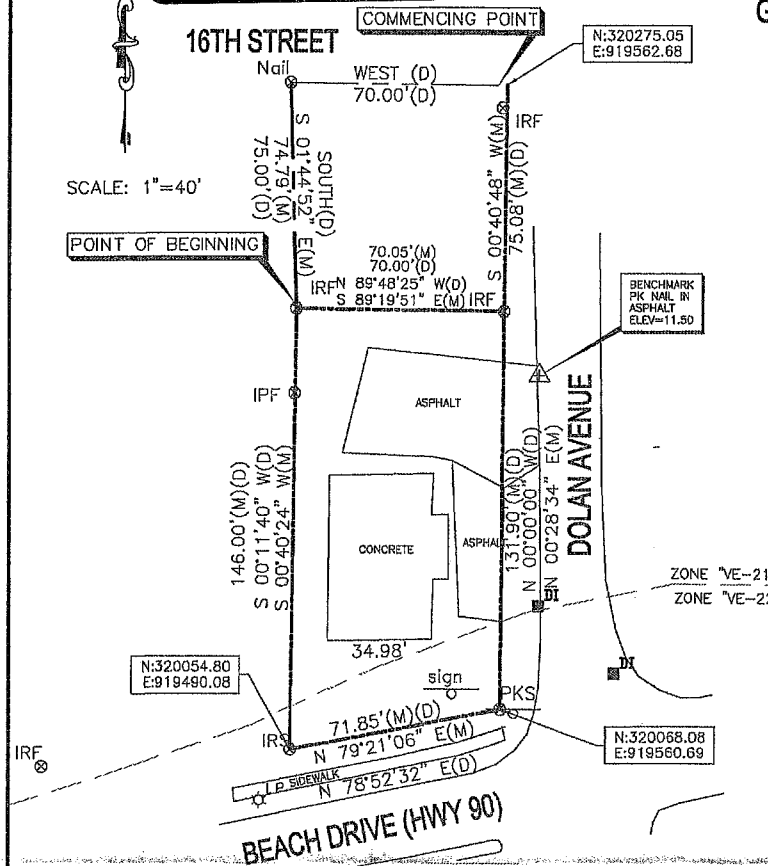 G
COMMENCING POINT
16TH STREET
N:320275.05
E:919562.68
Nail
WEST (D)
70.00'(D)
IRF
S 01°44'52" E(M)
74.79'(M)
75.00'(D)
SOUTH(D)
S 00°40'48" W(M)
75.08'(M)(D)
SCALE: 1"=40'
POINT OF BEGINNING
70.05'(M)
70.00'(D)
IRF
N 89°48'25" W(D)
S 89°19'51" E(M)
IRF
BENCHMARK
PK NAIL IN
ASPHALT
ELEV=11.50
IPF
ASPHALT
DOLAN AVENUE
146.00'(M)(D)
S 00°11'40" W(D)
S 00°40'24" W(M)
CONCRETE
ASPHALT
131.90'(M)(D)
N 00°00'00" W(D)
N 00°28'34" E(M)
ZONE "VE-21
ZONE "VE-22
DI
34.98'
N:320054.80
E:919490.08
sign
DI
PKS
71.85'(M)(D)
N:320068.08
E:919560.69
IRS
N 79°21'06" E(M)
IRF
SIDEWALK
L.P.
N 78°52'32" E(D)
BEACH DRIVE (HWY 90)